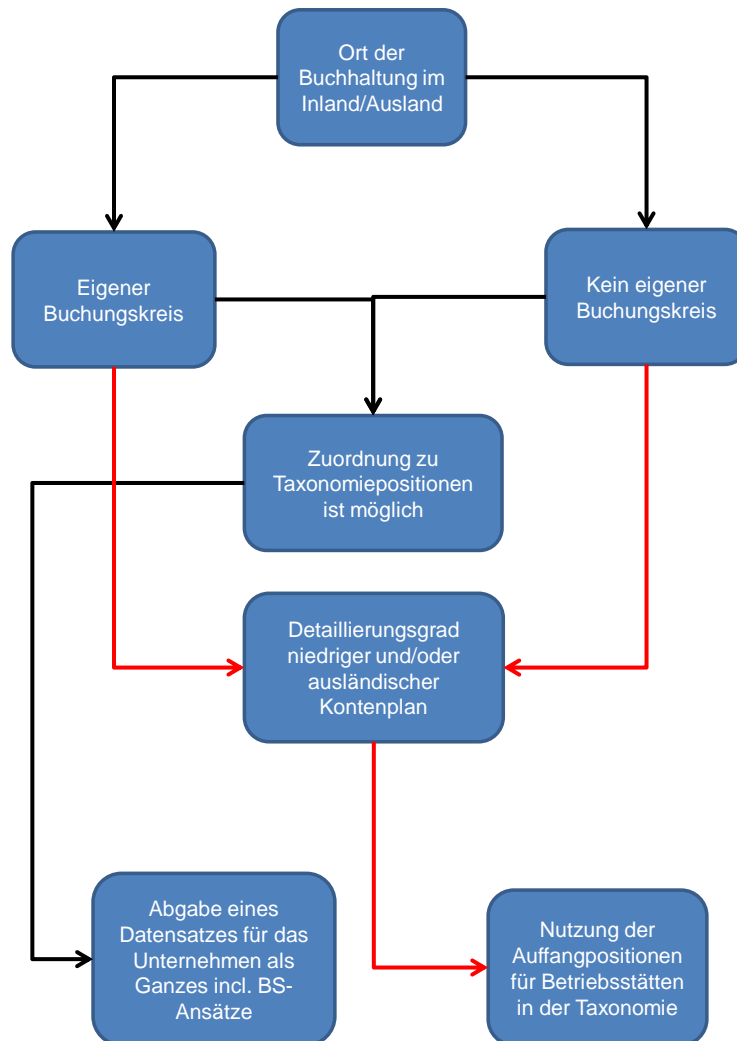 Ort der
Buchhaltung im
Inland/Ausland
Eigener
Buchungskreis
Kein eigener
Buchungskreis
Zuordnung zu
Taxonomiepositionen
ist möglich
Detaillierungsgrad
niedriger und/oder
ausländischer
Kontenplan
Abgabe eines
Datensatzes für das
Unternehmen als
Ganzes incl. BS-
Ansätze
Nutzung der
Auffangpositionen
für Betriebsstätten
in der Taxonomie